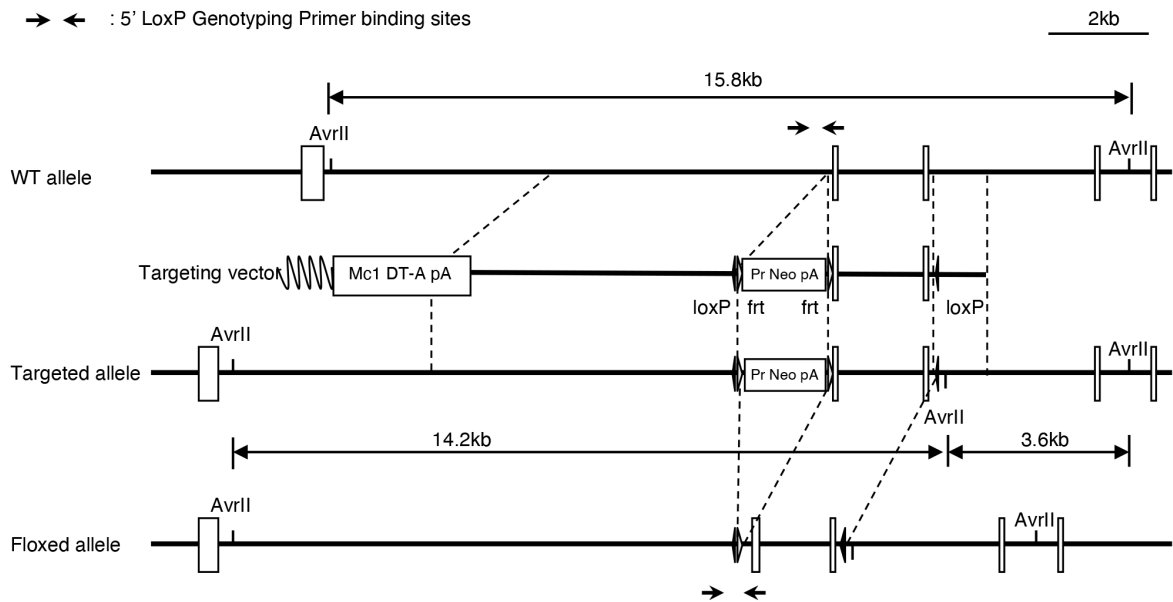 : 5’ LoxP Genotyping Primer binding sites
2kb
15.8kb
AvrII
AvrII
WT allele
Targeting vector
Mc1 DT-A pA
Pr Neo pA
loxP
frt
frt
loxP
AvrII
AvrII
Targeted allele
Pr Neo pA
AvrII
14.2kb
3.6kb
AvrII
AvrII
Floxed allele